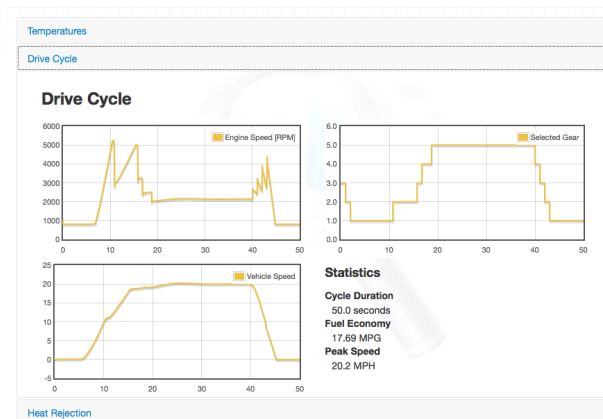 Temperatures
Drive Cycle
Drive Cycle
6000
5000
4000
3000
2000
1000
0
0 10 20 30 40 50
Engine Speed [RPM]
6.0
5.0
4.0
3.0
2.0
1.0
0.0
0 10 20 30 40 50
Selected Gear
25
20
15
10
5
0
-5
0 10 20 30 40 50
Vehicle Speed
Statistics
Cycle Duration
50.0 seconds
Fuel Economy
17.69 MPG
Peak Speed
20.2 MPH
Heat Rejection